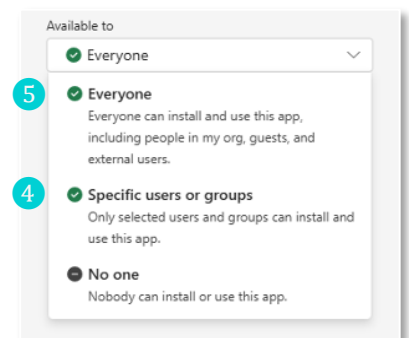 Available to
Everyone
5
Everyone
Everyone can install and use this app,
including people in my org, guests, and
external users.
4
Specific users or groups
Only selected users and groups can install and
use this app.
No one
Nobody can install or use this app.